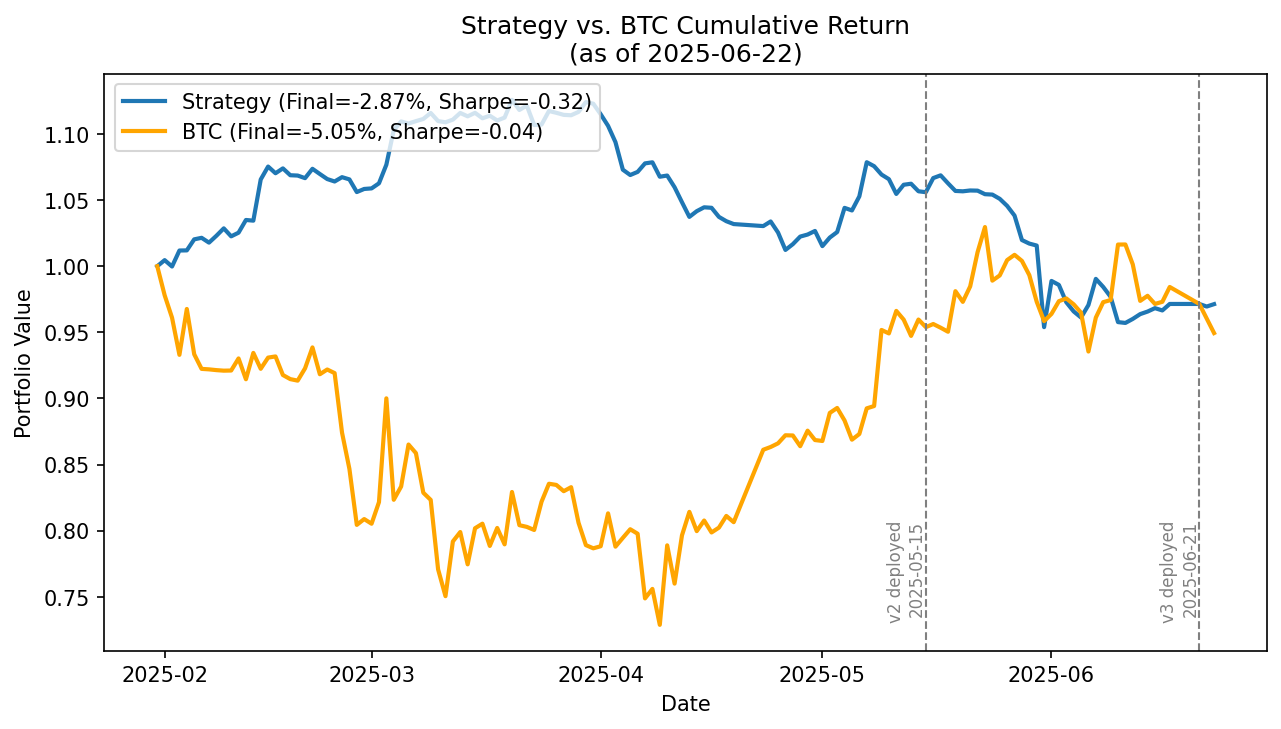 Strategy vs. BTC Cumulative Return
(as of 2025-06-22)
Strategy (Final=-2.87%, Sharpe=-0.32)
BTC (Final=-5.05%, Sharpe=-0.04)
Portfolio Value
1.10
1.05
1.00
0.95
0.90
0.85
0.80
0.75
v2 deployed
2025-05-15
v3 deployed
2025-06-21
2025-02
2025-03
2025-04
2025-05
2025-06
Date